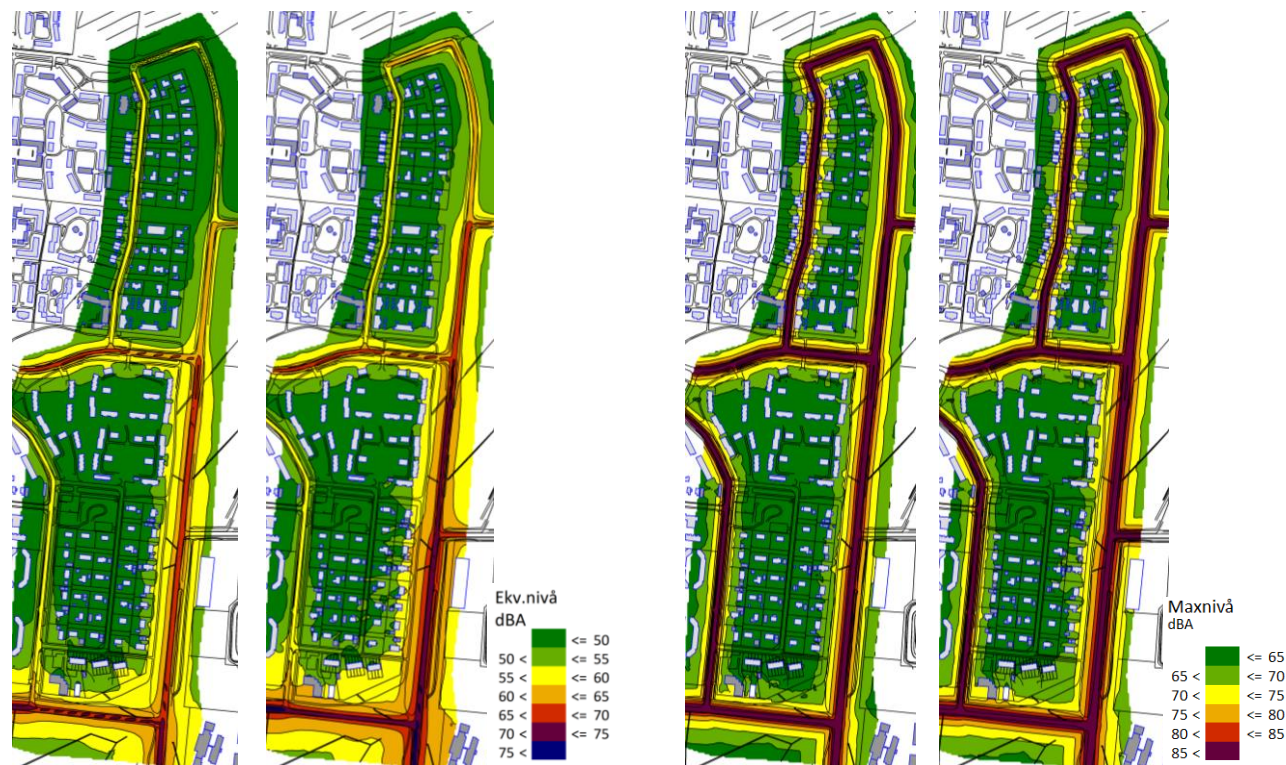 Ekv.nivå
dBA
<= 50
50 < <= 55
55 < <= 60
60 < <= 65
65 < <= 70
70 < <= 75
75 <
Maxnivå
dBA
<= 65
65 < <= 70
70 < <= 75
75 < <= 80
80 < <= 85
85 <